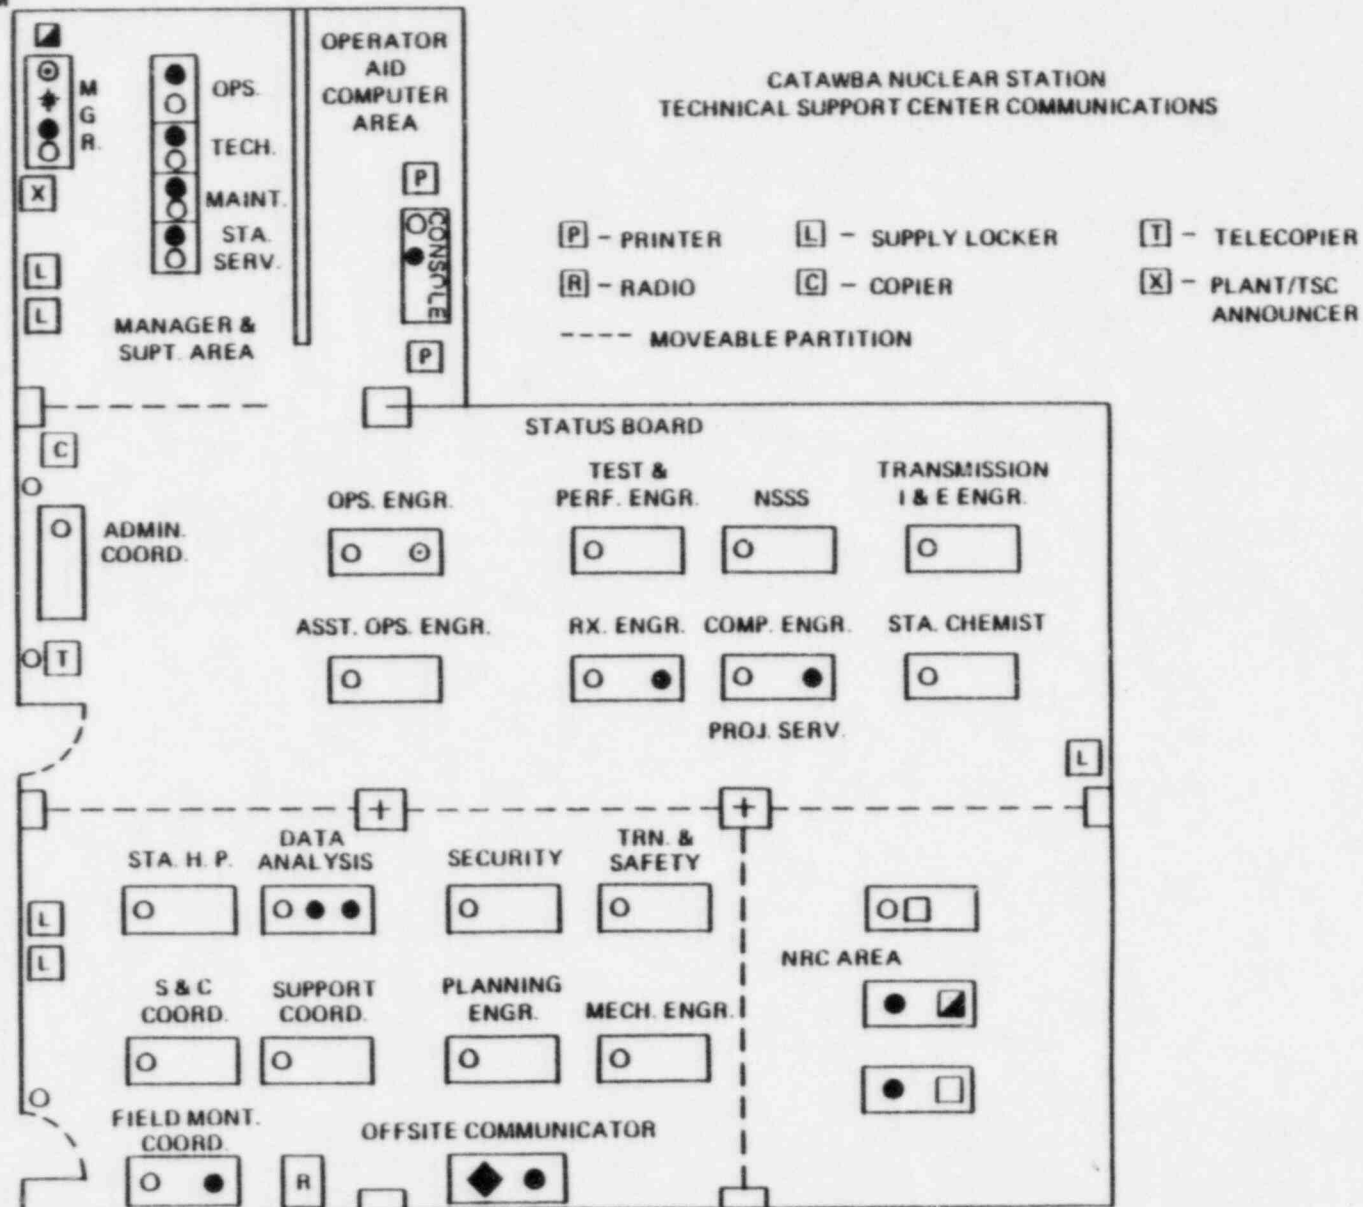 CATAWBA NUCLEAR STATION
TECHNICAL SUPPORT CENTER COMMUNICATIONS
P - PRINTER
L - SUPPLY LOCKER
T - TELECOPIER
R - RADIO
C - COPIER
X - PLANT/TSC
ANNOUNCER
---- MOVEABLE PARTITION
M
G
R.
OPS.
TECH.
MAINT.
STA.
SERV.
X
L
L
MANAGER &
SUPT. AREA
OPERATOR
AID
COMPUTER
AREA
P
CONSOLE
P
STATUS BOARD
C
ADMIN.
COORD.
T
OPS. ENGR.
TEST &
PERF. ENGR.
NSSS
TRANSMISSION
I & E ENGR.
ASST. OPS. ENGR.
RX. ENGR.
COMP. ENGR.
STA. CHEMIST
PROJ. SERV.
L
STA. H. P.
DATA
ANALYSIS
SECURITY
TRN. &
SAFETY
L
L
NRC AREA
S & C
COORD.
SUPPORT
COORD.
PLANNING
ENGR.
MECH. ENGR.
FIELD MONT.
COORD.
R
OFFSITE COMMUNICATOR